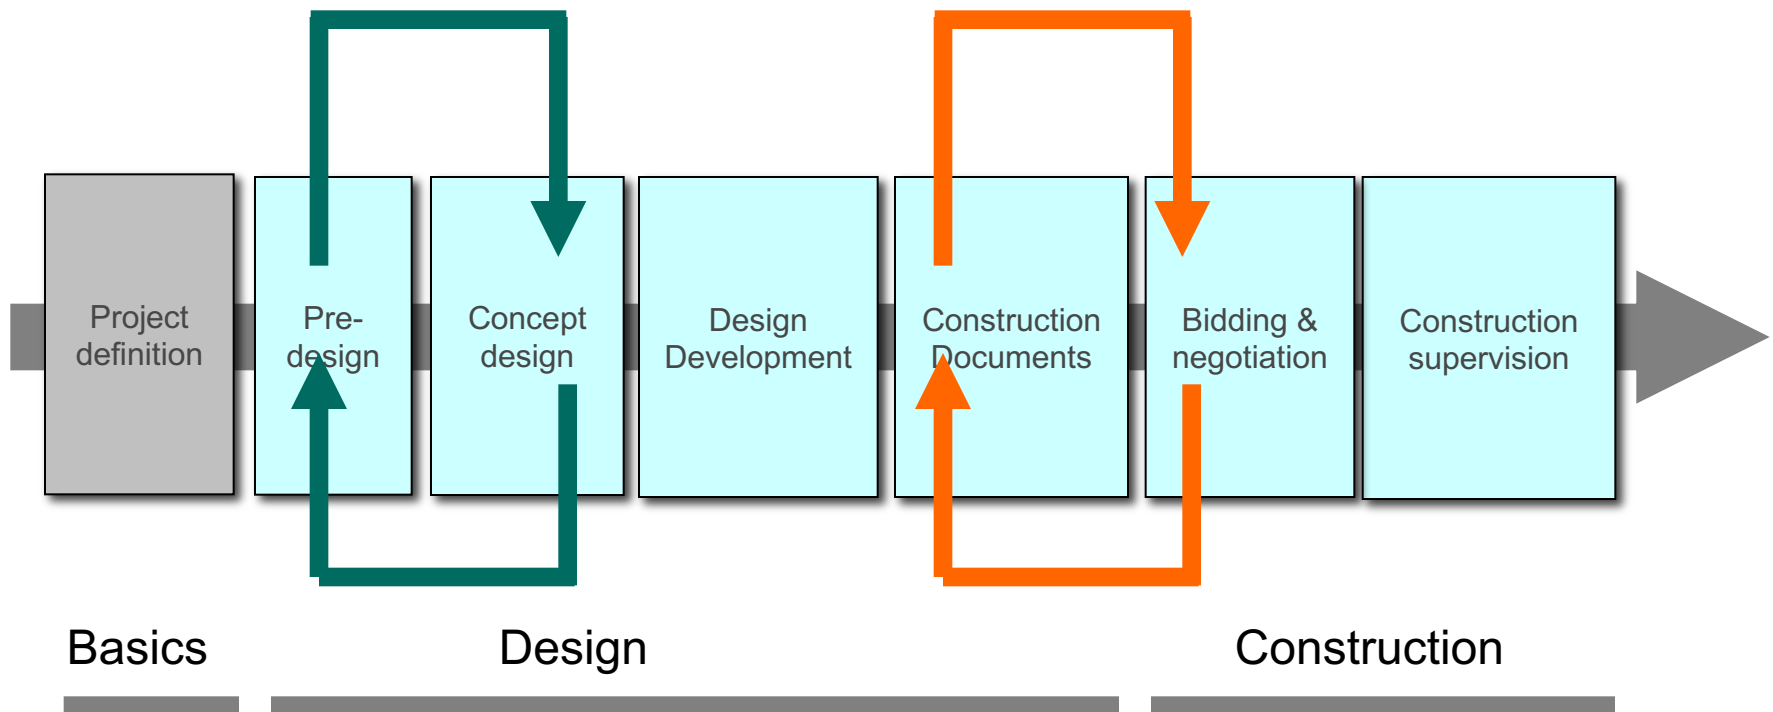 Project
definition
Pre-
design
Concept
design
Design
Development
Construction
Documents
Bidding &
negotiation
Construction
supervision
Basics
Design
Construction